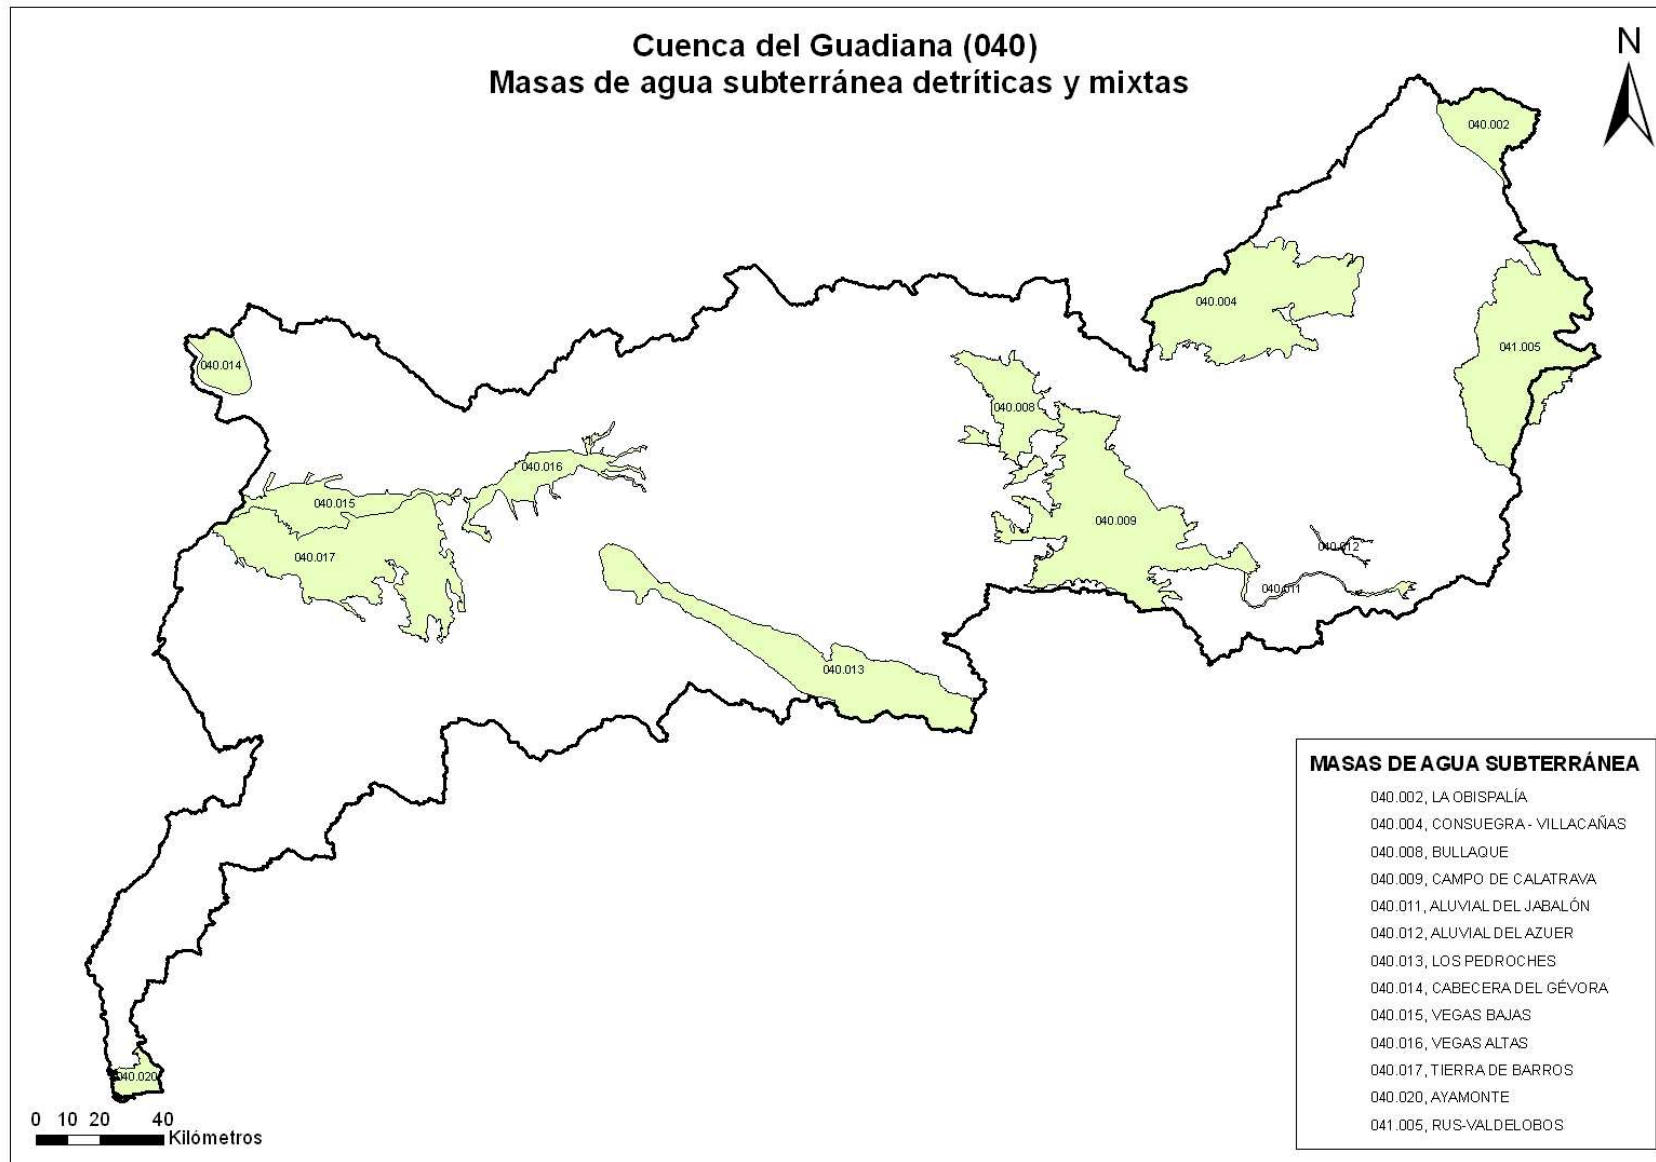 Cuenca del Guadiana (040)
Masas de agua subterránea detríticas y mixtas
N
040.002
040.004
041.005
040.014
040.008
040.016
040.015
040.009
040.017
040.012
040.011
040.013
040.020
0 10 20 40
Kilómetros
MASAS DE AGUA SUBTERRÁNEA
040.002, LA OBISPALÍA
040.004, CONSUEGRA - VILLACAÑAS
040.008, BULLAQUE
040.009, CAMPO DE CALATRAVA
040.011, ALUVIAL DEL JABALÓN
040.012, ALUVIAL DEL AZUER
040.013, LOS PEDROCHES
040.014, CABECERA DEL GÉVORA
040.015, VEGAS BAJAS
040.016, VEGAS ALTAS
040.017, TIERRA DE BARROS
040.020, AYAMONTE
041.005, RUS-VALDELOBOS